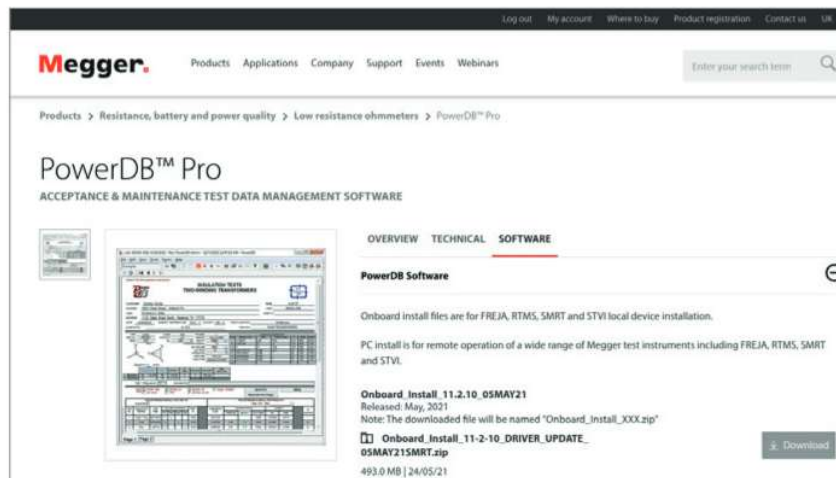 Log out My account Where to buy Product registration Contact us UK
Megger.
Products Applications Company Support Events Webinars
Enter your search term
Products > Resistance, battery and power quality > Low resistance ohmmeters > PowerDB™ Pro
PowerDB™ Pro
ACCEPTANCE & MAINTENANCE TEST DATA MANAGEMENT SOFTWARE
INSULATION TESTS
TWO-WINDING TRANSFORMERS
OVERVIEW TECHNICAL SOFTWARE
PowerDB Software
Onboard install files are for FREJA, RTMS, SMRT and STVI local device installation.
PC install is for remote operation of a wide range of Megger test instruments including FREJA, RTMS, SMRT
and STVI.
Onboard_Install_11.2.10_05MAY21
Released: May, 2021
Note: The downloaded file will be named "Onboard_Install_XXX.zip"
Onboard_Install_11-2-10_DRIVER_UPDATE_
05MAY21SMRT.zip
493.0 MB | 24/05/21
Download